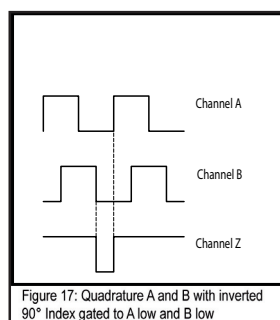 Channel A
Channel B
Channel Z
Figure 17: Quadrature A and B with inverted
90° Index gated to A low and B low